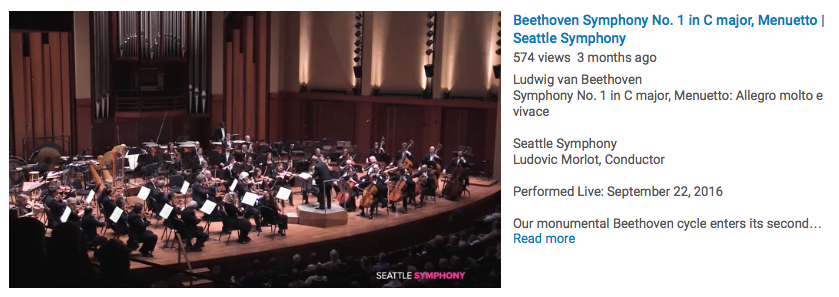 Beethoven Symphony No. 1 in C major, Menuetto |
Seattle Symphony
574 views 3 months ago
Ludwig van Beethoven
Symphony No. 1 in C major, Menuetto: Allegro molto e
vivace
Seattle Symphony
Ludovic Morlot, Conductor
Performed Live: September 22, 2016
Our monumental Beethoven cycle enters its second…
Read more
SEATTLE SYMPHONY